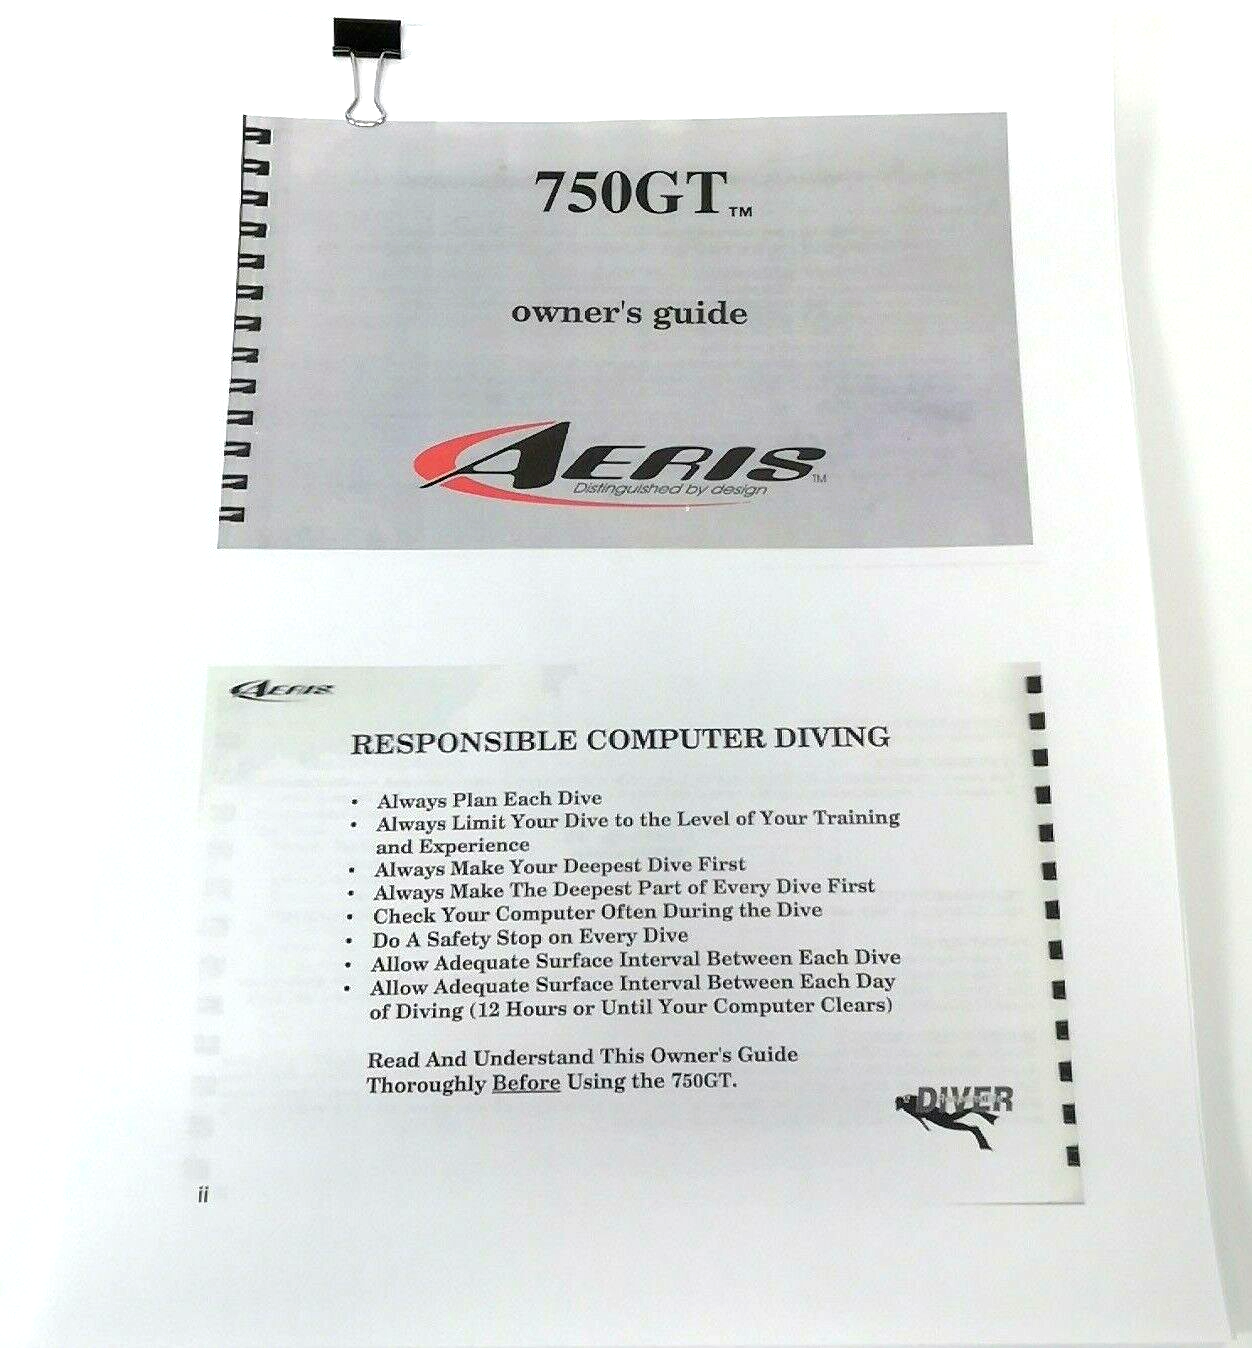 750GT™
owner's guide
AERIS™
Distinguished by design
AERIS
RESPONSIBLE COMPUTER DIVING
• Always Plan Each Dive
• Always Limit Your Dive to the Level of Your Training
and Experience
• Always Make Your Deepest Dive First
• Always Make The Deepest Part of Every Dive First
• Check Your Computer Often During the Dive
• Do A Safety Stop on Every Dive
• Allow Adequate Surface Interval Between Each Dive
• Allow Adequate Surface Interval Between Each Day
of Diving (12 Hours or Until Your Computer Clears)
Read And Understand This Owner's Guide
Thoroughly Before Using the 750GT.
DIVER
ii